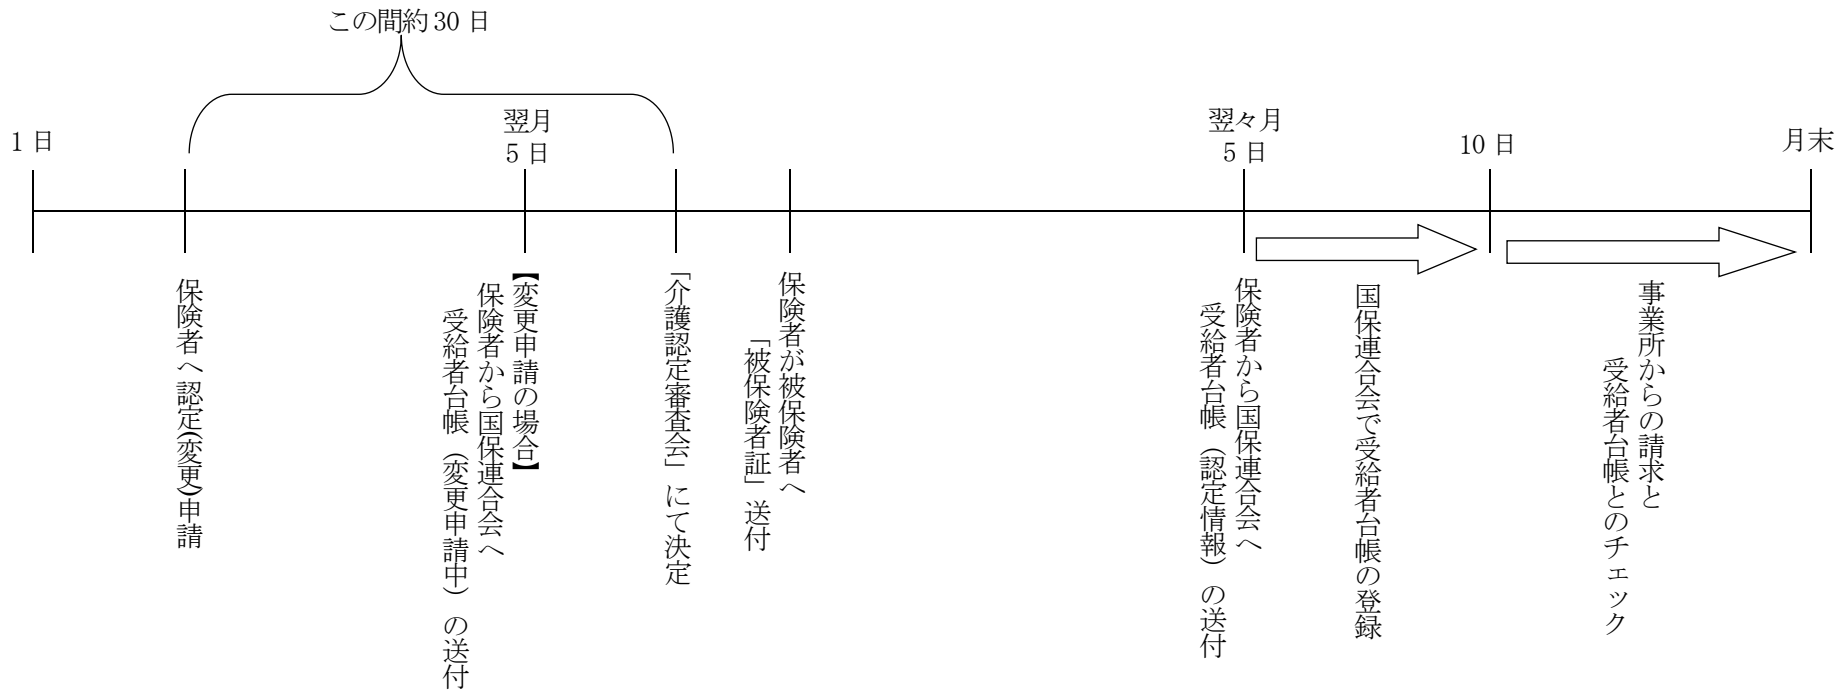 この間約30日
1日
翌月
5日
翌々月
5日
10日
月末
保険者へ認定(変更)申請
【変更申請の場合】
保険者から国保連合会へ
受給者台帳（変更申請中）の送付
「介護認定審査会」にて決定
保険者が被保険者へ
「被保険者証」送付
保険者から国保連合会へ
受給者台帳（認定情報）の送付
国保連合会で受給者台帳の登録
事業所からの請求と
受給者台帳とのチェック